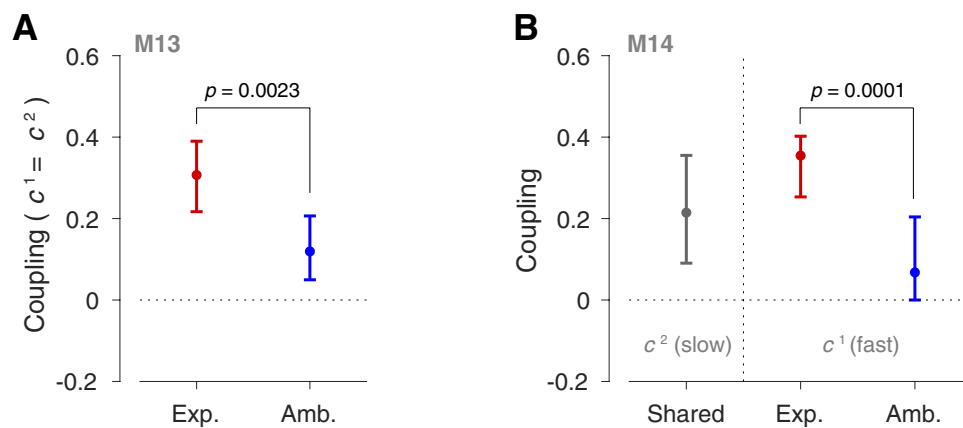 A
M13
Coupling ( c¹ = c² )
0.6
0.4
0.2
0
-0.2
p = 0.0023
Exp.
Amb.
B
M14
Coupling
0.6
0.4
0.2
0
-0.2
p = 0.0001
c² (slow)
c¹ (fast)
Shared
Exp.
Amb.